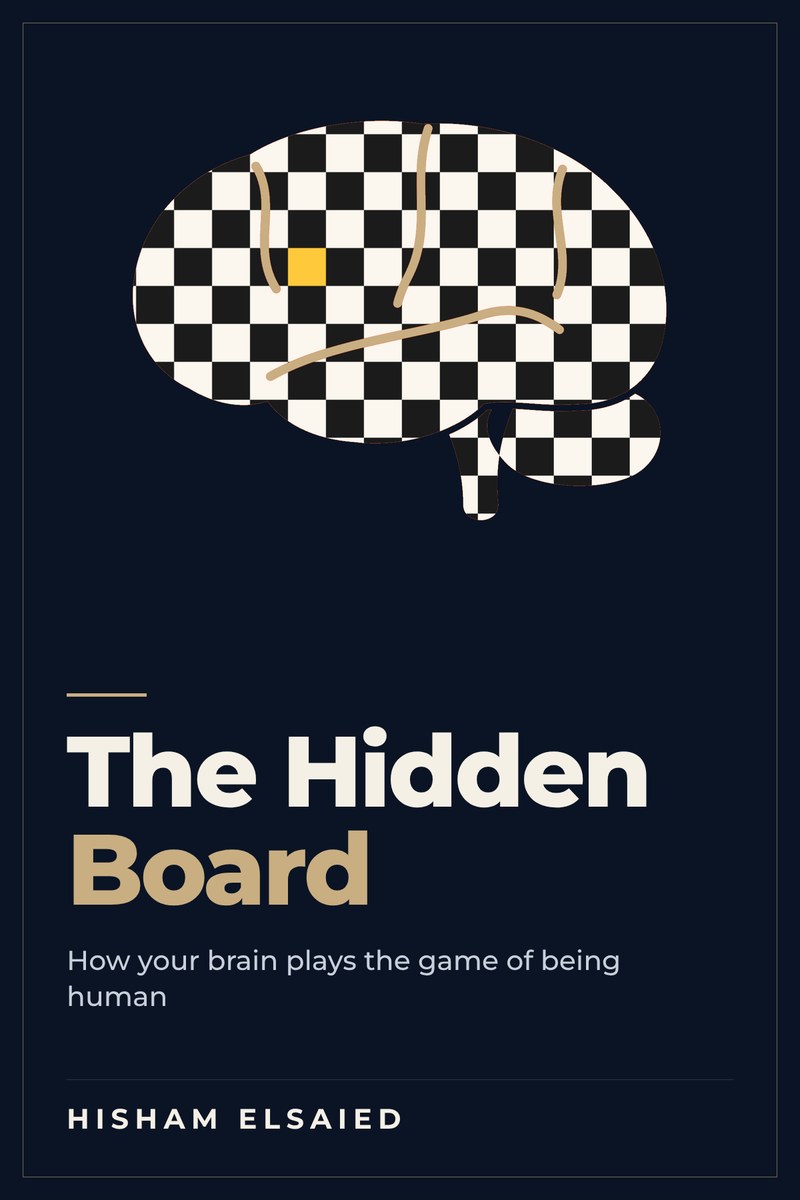 The Hidden
Board
How your brain plays the game of being
human
HISHAM ELSAIED